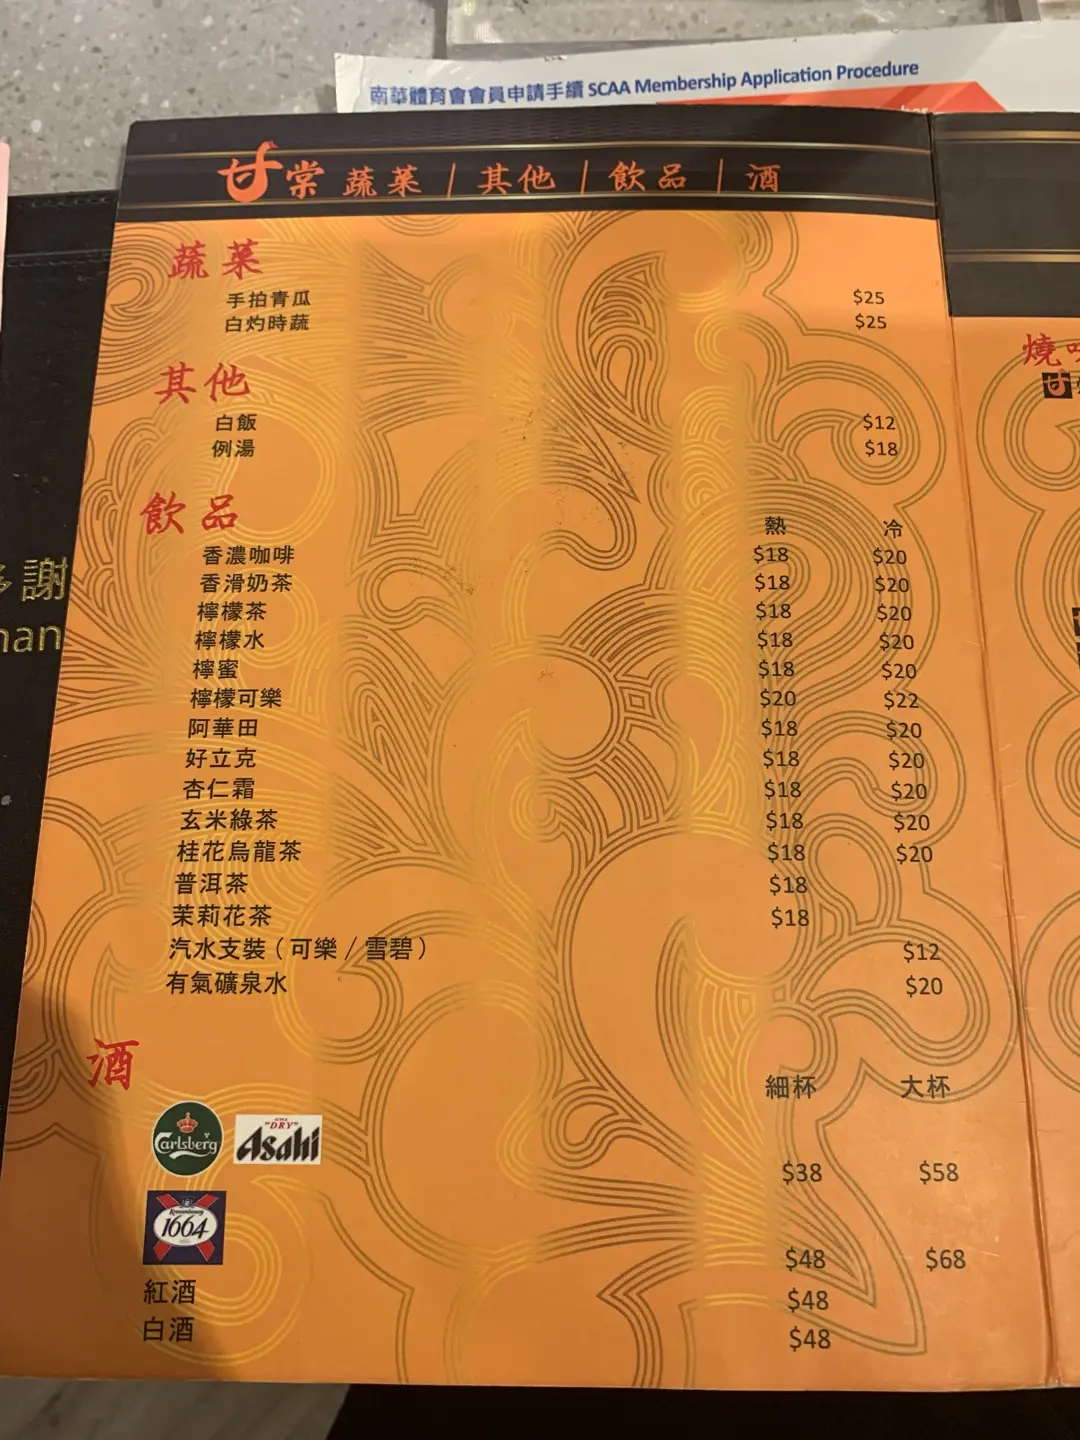 南華體育會會員申請手續 SCAA Membership Application Procedure
甘棠 蔬菜 | 其他 | 飲品 | 酒
蔬菜
手拍青瓜 $25
白灼時蔬 $25
其他
白飯 $12
例湯 $18
飲品 熱 冷
香濃咖啡 $18 $20
香滑奶茶 $18 $20
檸檬茶 $18 $20
檸檬水 $18 $20
檸蜜 $18 $20
檸檬可樂 $20 $22
阿華田 $18 $20
好立克 $18 $20
杏仁霜 $18 $20
玄米綠茶 $18 $20
桂花烏龍茶 $18 $20
普洱茶 $18
茉莉花茶 $18
汽水支裝（可樂 / 雪碧） $12
有氣礦泉水 $20
酒 細杯 大杯
Carlsberg "DRY" Asahi $38 $58
Kronenbourg 1664 $48 $68
紅酒 $48
白酒 $48
謝
燒